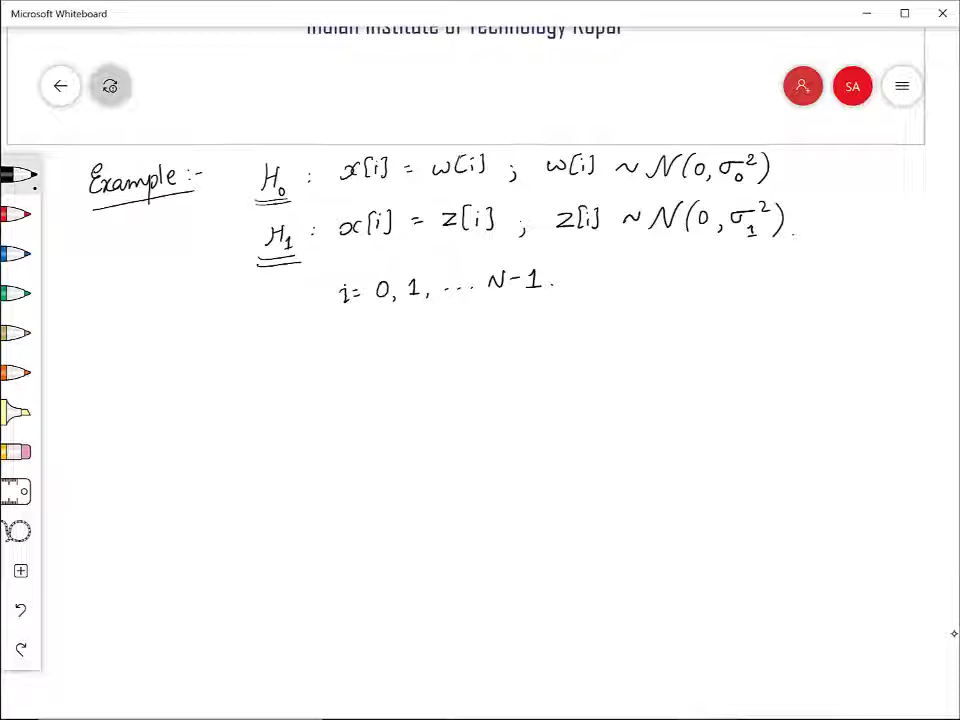 Microsoft Whiteboard
Indian Institute of Technology Ropar
SA
Example :- H₀ : x[i] = w[i] ; w[i] ~ N(0, σ₀²)
H₁ : x[i] = z[i] ; z[i] ~ N(0, σ₁²).
i = 0, 1, ... N-1.